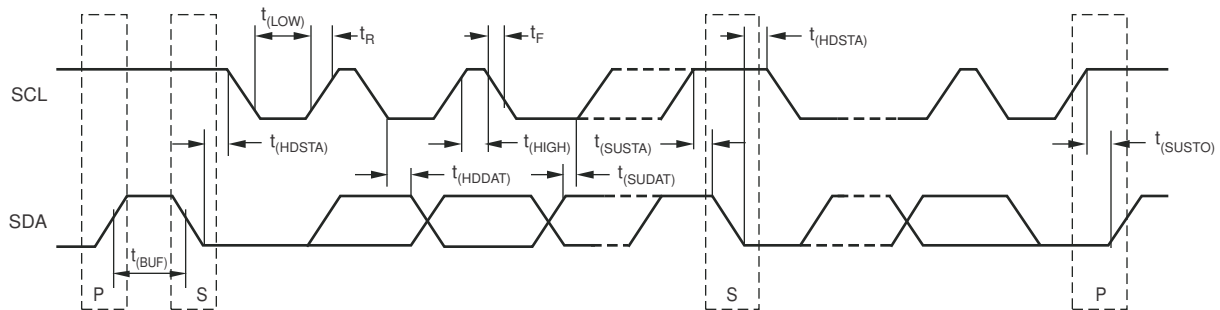 t(LOW)
tR
tF
t(HDSTA)
SCL
t(HDSTA)
t(HIGH)
t(SUSTA)
t(SUSTO)
t(HDDAT)
t(SUDAT)
SDA
t(BUF)
P
S
S
P